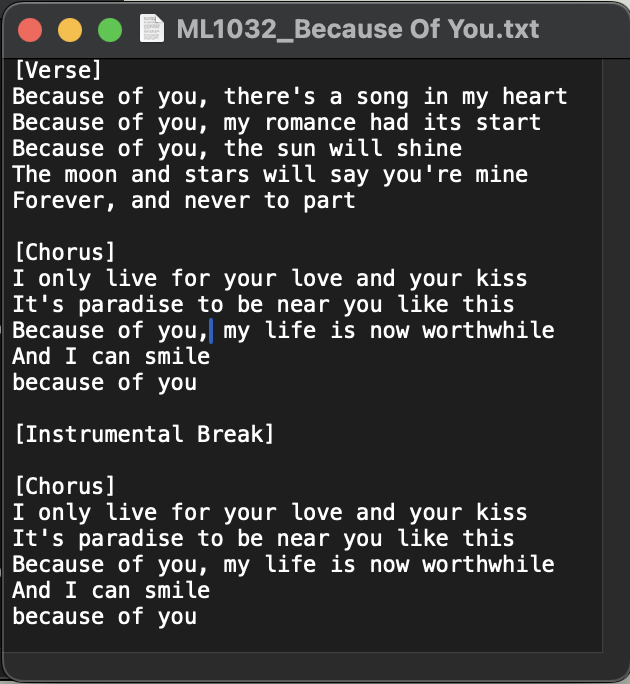 ML1032_Because Of You.txt
[Verse]
Because of you, there's a song in my heart
Because of you, my romance had its start
Because of you, the sun will shine
The moon and stars will say you're mine
Forever, and never to part

[Chorus]
I only live for your love and your kiss
It's paradise to be near you like this
Because of you, my life is now worthwhile
And I can smile
because of you

[Instrumental Break]

[Chorus]
I only live for your love and your kiss
It's paradise to be near you like this
Because of you, my life is now worthwhile
And I can smile
because of you